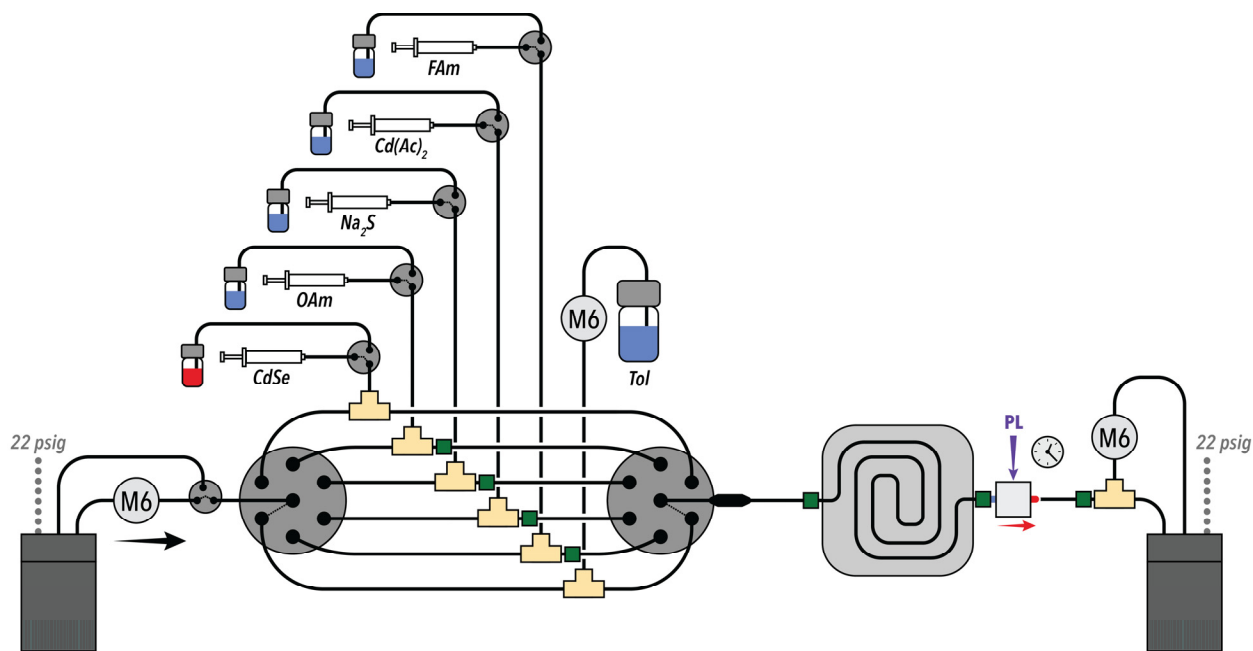 FAm
Cd(Ac)₂
Na₂S
OAm
CdSe
M6
Tol
22 psig
M6
PL
M6
22 psig